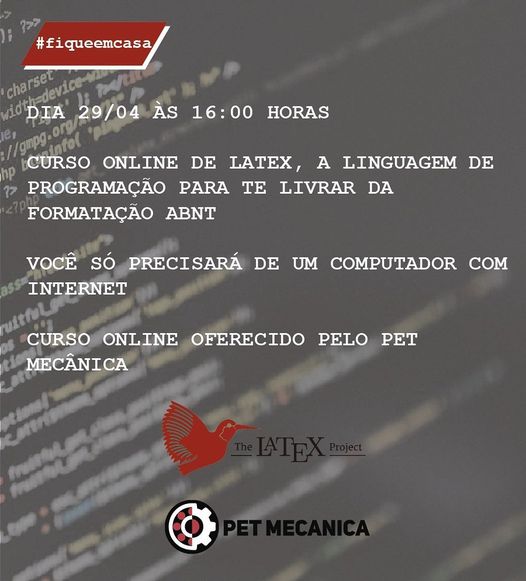 #fiqueemcasa
DIA 29/04 ÀS 16:00 HORAS
CURSO ONLINE DE LATEX, A LINGUAGEM DE
PROGRAMAÇÃO PARA TE LIVRAR DA
FORMATAÇÃO ABNT
VOCÊ SÓ PRECISARÁ DE UM COMPUTADOR COM
INTERNET
CURSO ONLINE OFERECIDO PELO PET
MECÂNICA
The LATEX Project
PET MECANICA